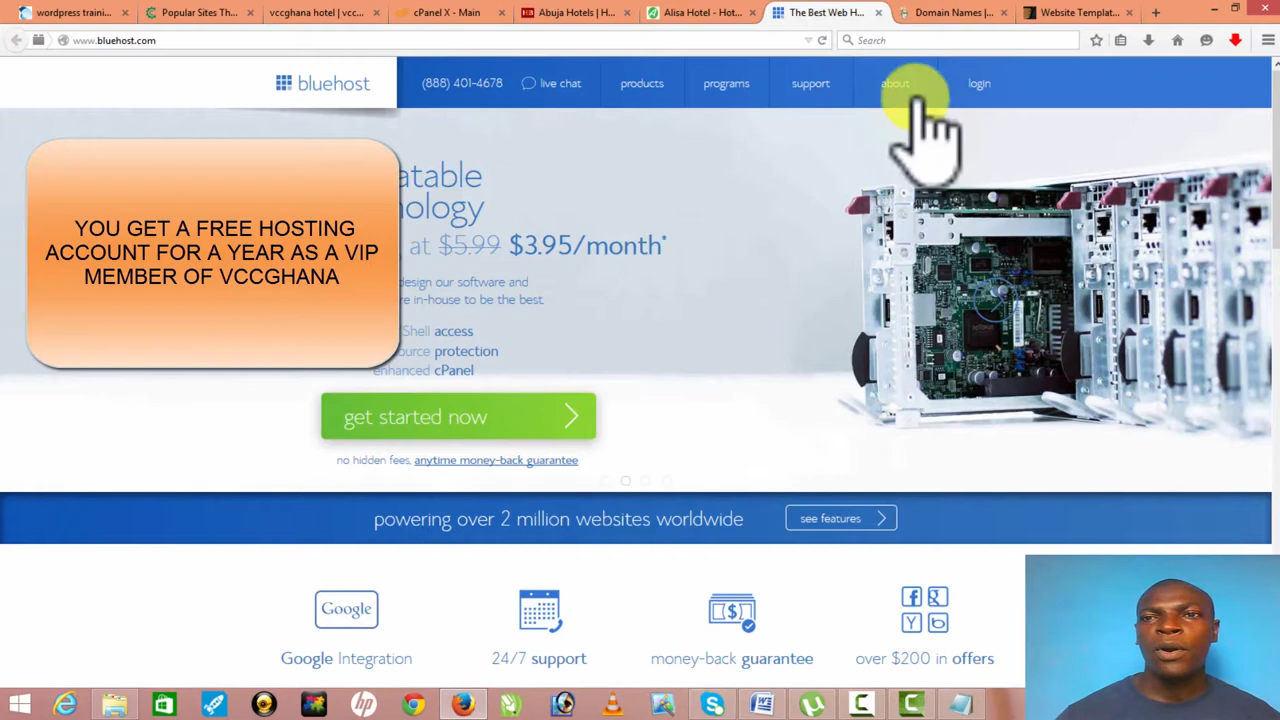 wordpress traini...
Popular Sites Th...
vccghana hotel | vcc...
cPanel X - Main
Abuja Hotels | H...
Alisa Hotel - Hot...
The Best Web H...
Domain Names |...
Website Templat...
www.bluehost.com
Search
bluehost
(888) 401-4678
live chat
products
programs
support
about
login
YOU GET A FREE HOSTING
ACCOUNT FOR A YEAR AS A VIP
MEMBER OF VCCGHANA
atable
nology
at $5.99 $3.95/month*
design our software and
re in-house to be the best.
Shell access
ource protection
enhanced cPanel
get started now
no hidden fees, anytime money-back guarantee
powering over 2 million websites worldwide
see features
Google
Google Integration
24/7 support
money-back guarantee
over $200 in offers